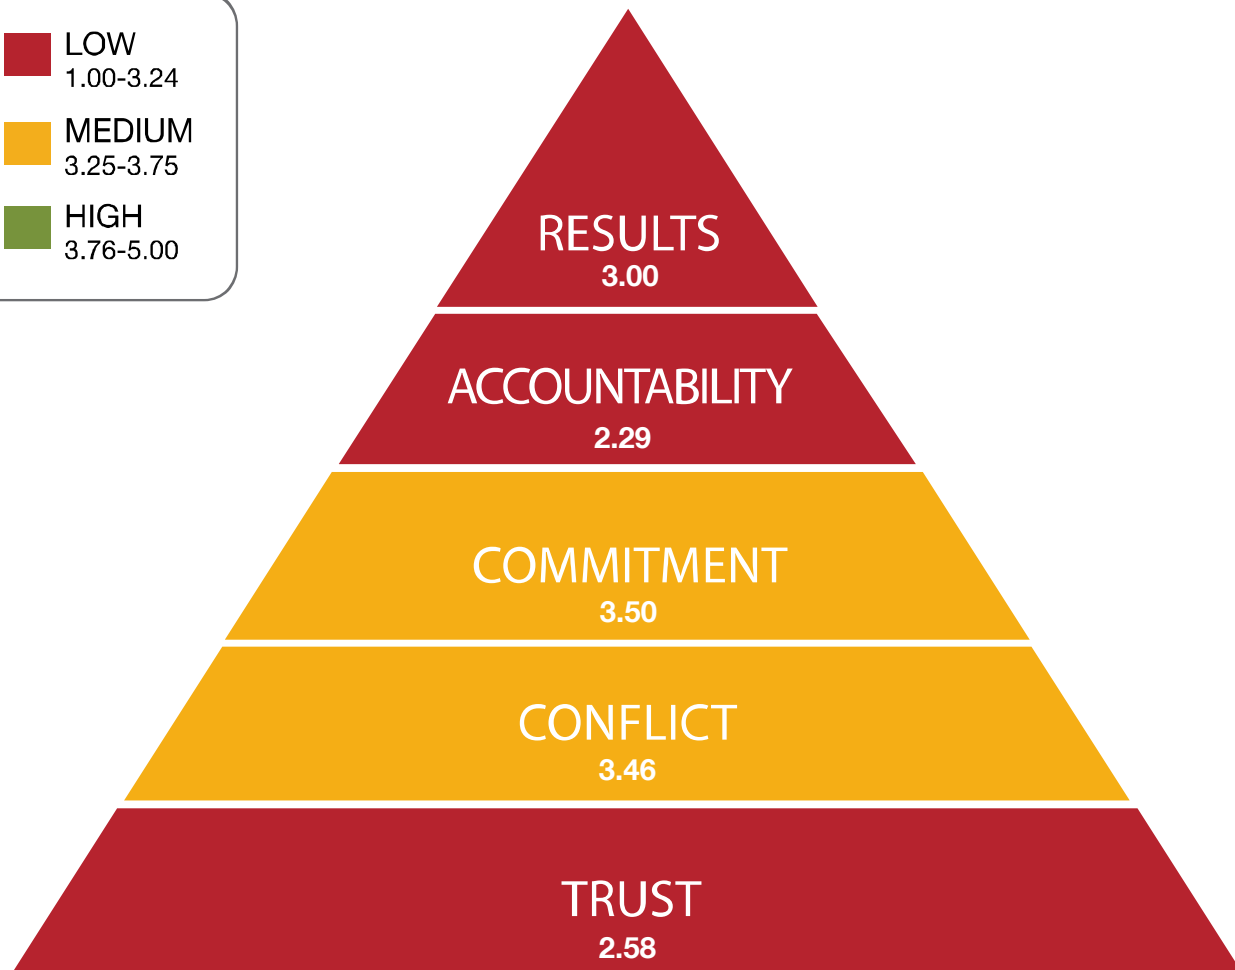 LOW
1.00-3.24
MEDIUM
3.25-3.75
HIGH
3.76-5.00
RESULTS
3.00
ACCOUNTABILITY
2.29
COMMITMENT
3.50
CONFLICT
3.46
TRUST
2.58